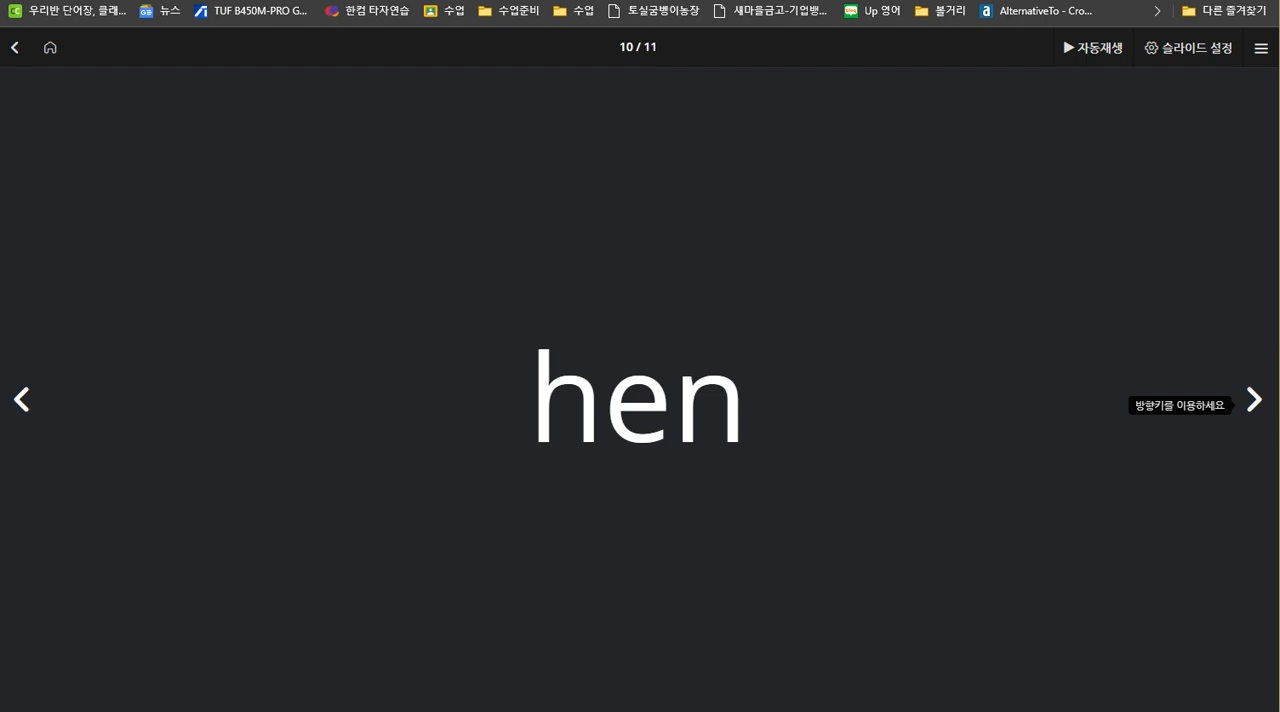 우리반 단어장, 클래... 뉴스 TUF B450M-PRO G... 한컴 타자연습 수업 수업준비 수업 토실굼벵이농장 새마을금고-기업뱅... Up 영어 볼거리 AlternativeTo - Cro... 다른 즐겨찾기
10 / 11 자동재생 슬라이드 설정
hen
방향키를 이용하세요